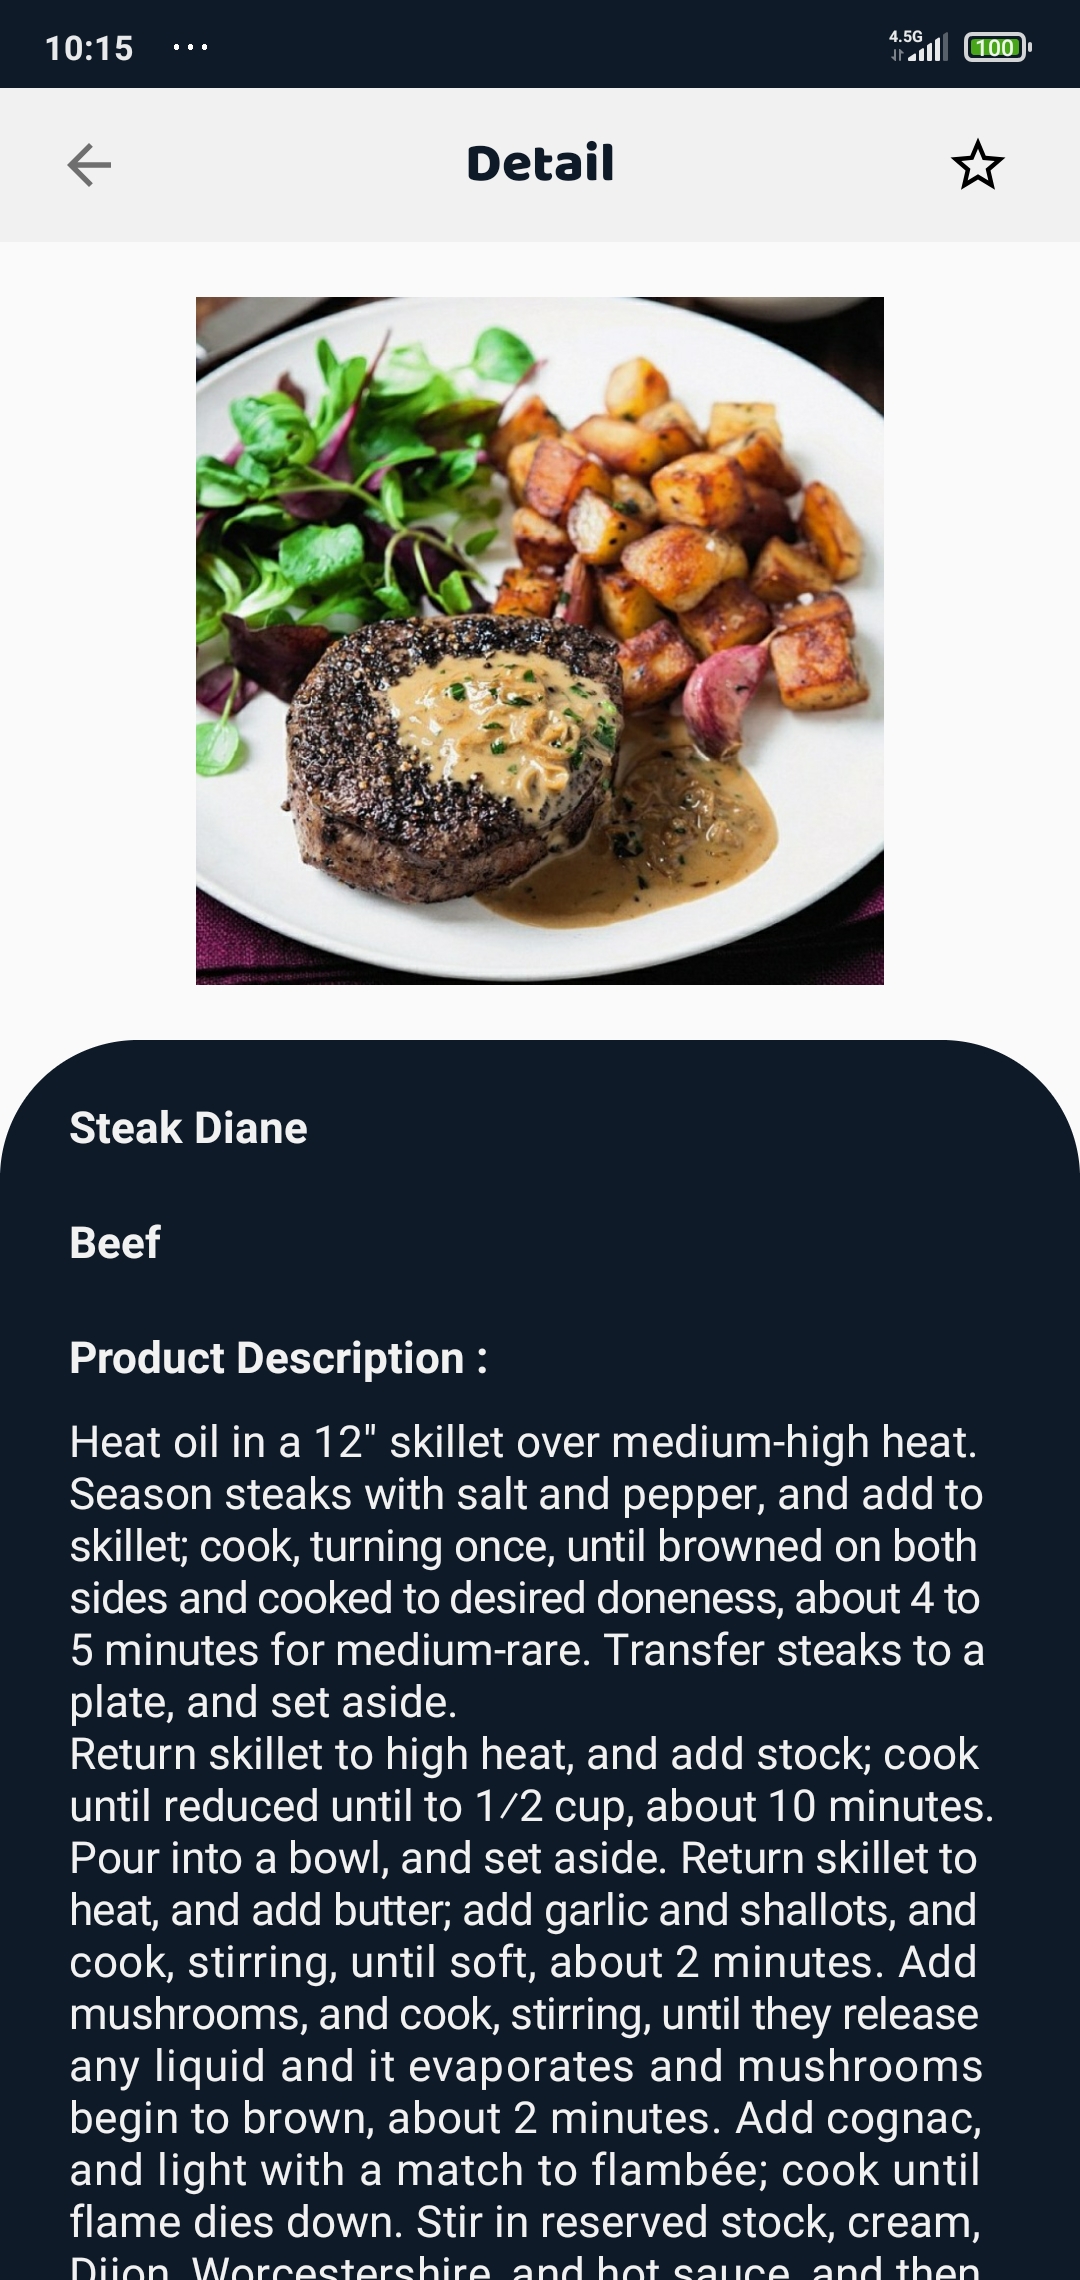 10:15 ...
4.5G
100
Detail
Steak Diane
Beef
Product Description :
Heat oil in a 12" skillet over medium-high heat.
Season steaks with salt and pepper, and add to
skillet; cook, turning once, until browned on both
sides and cooked to desired doneness, about 4 to
5 minutes for medium-rare. Transfer steaks to a
plate, and set aside.
Return skillet to high heat, and add stock; cook
until reduced until to 1⁄2 cup, about 10 minutes.
Pour into a bowl, and set aside. Return skillet to
heat, and add butter; add garlic and shallots, and
cook, stirring, until soft, about 2 minutes. Add
mushrooms, and cook, stirring, until they release
any liquid and it evaporates and mushrooms
begin to brown, about 2 minutes. Add cognac,
and light with a match to flambée; cook until
flame dies down. Stir in reserved stock, cream,
Dijon, Worcestershire, and hot sauce, and then